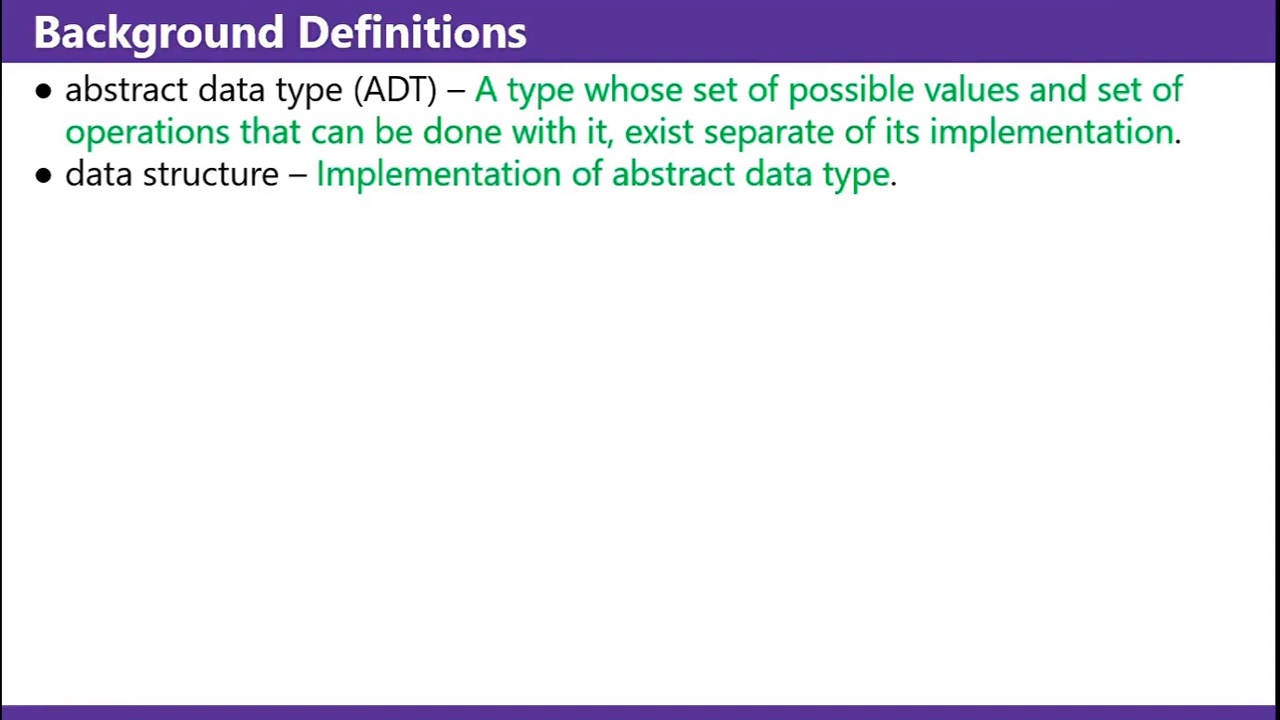 Background Definitions
● abstract data type (ADT) – A type whose set of possible values and set of
operations that can be done with it, exist separate of its implementation.
● data structure – Implementation of abstract data type.